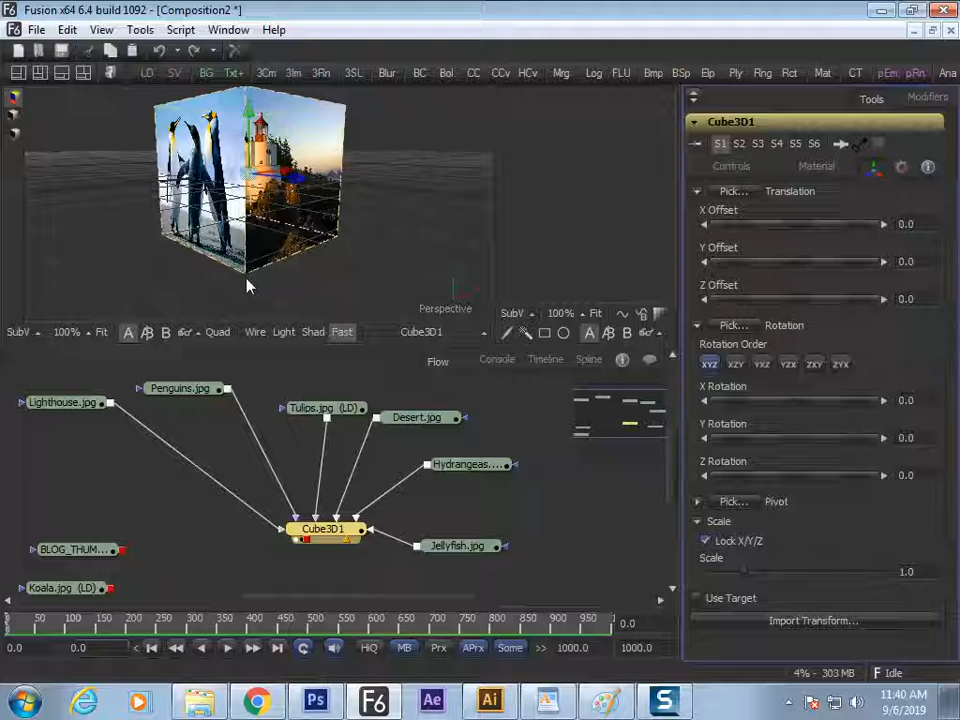 Fusion x64 6.4 build 1092 - [Composition2 *]
File Edit View Tools Script Window Help
LD SV BG Txt+ 3Cm 3Im 3Rn 3SL Blur BC Bol CC CCv HCv Mrg Log FLU Bmp BSp Elp Ply Rng Rct Mat CT pEm pRn Ana
Tools Modifiers
Cube3D1
S1 S2 S3 S4 S5 S6
Controls Material
Pick... Translation
X Offset
0.0
Y Offset
0.0
Z Offset
0.0
Pick... Rotation
Rotation Order
XYZ XZY YXZ YZX ZXY ZYX
X Rotation
0.0
Y Rotation
0.0
Z Rotation
0.0
Pick... Pivot
Scale
Lock X/Y/Z
Scale
1.0
Use Target
Import Transform...
Perspective
SubV 100% Fit A B Quad Wire Light Shad Fast Cube3D1
SubV 100% Fit A B
Flow Console Timeline Spline
Lighthouse.jpg
Penguins.jpg
Tulips.jpg (LD)
Desert.jpg
Hydrangeas....
Cube3D1
Jellyfish.jpg
BLOG_THUM...
Koala.jpg (LD)
0 50 100 150 200 250 300 350 400 450 500 550 600 650 700 750 800 850 900 950 0.0
0.0 0.0 HiQ MB Prx APrx Some >> 1000.0 1000.0
4% - 303 MB F Idle
Ps F6 Ae Ai S
11:40 AM
9/6/2019